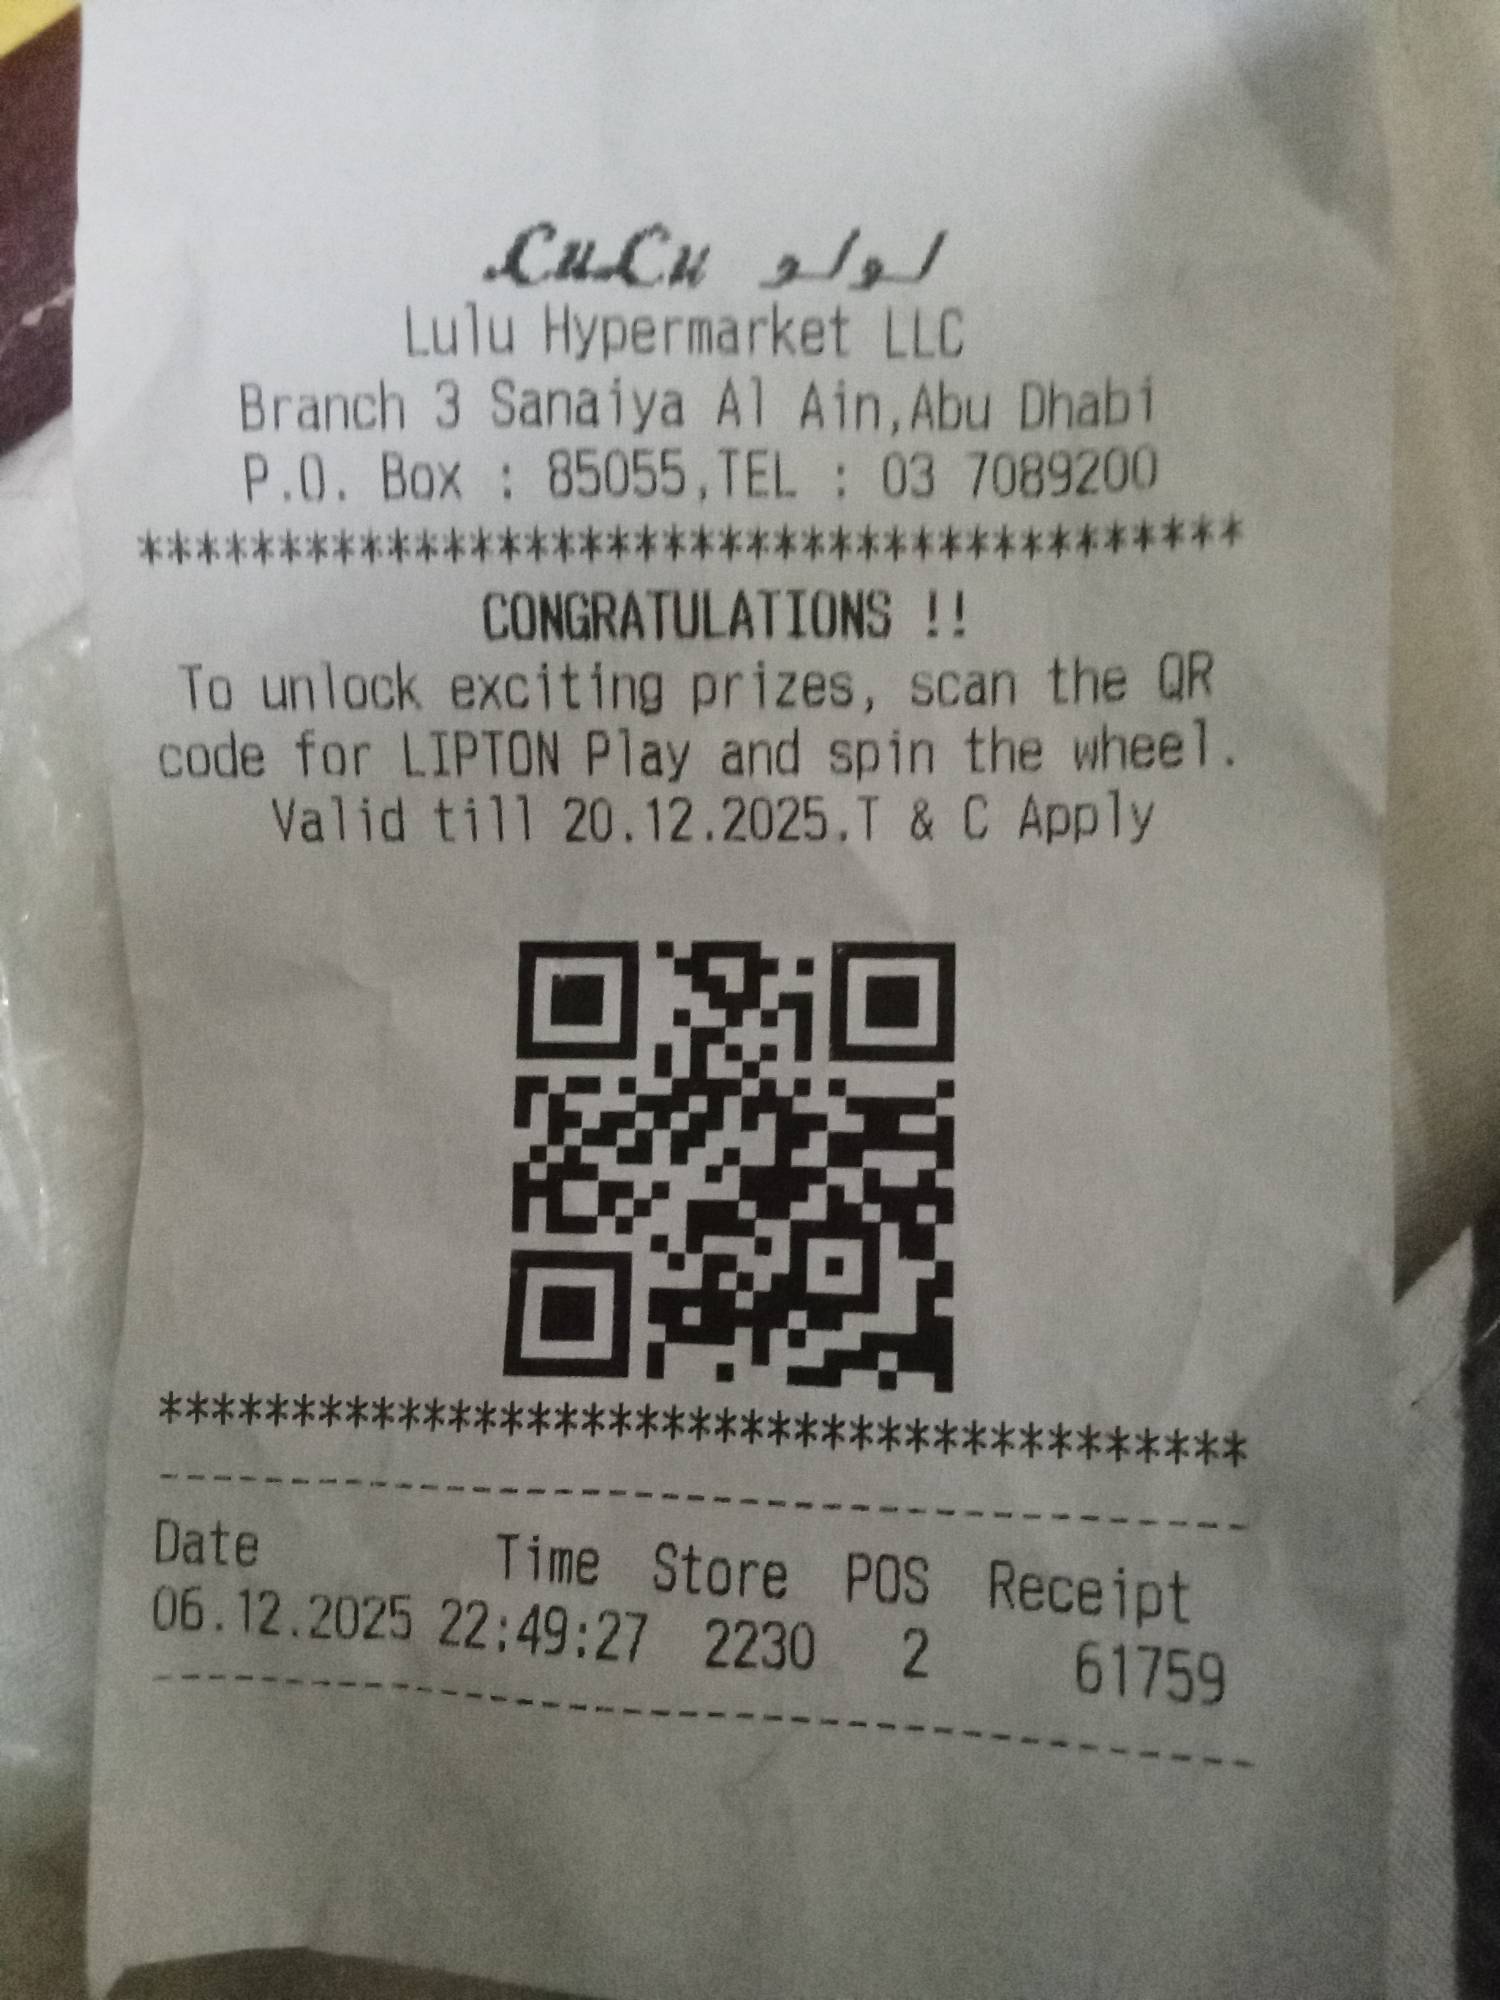 LuLu لولو
Lulu Hypermarket LLC
Branch 3 Sanaiya Al Ain,Abu Dhabi
P.O. Box : 85055,TEL : 03 7089200
****************************************
CONGRATULATIONS !!
To unlock exciting prizes, scan the QR
code for LIPTON Play and spin the wheel.
Valid till 20.12.2025.T & C Apply
****************************************
----------------------------------------
Date Time Store POS Receipt
06.12.2025 22:49:27 2230 2 61759
----------------------------------------